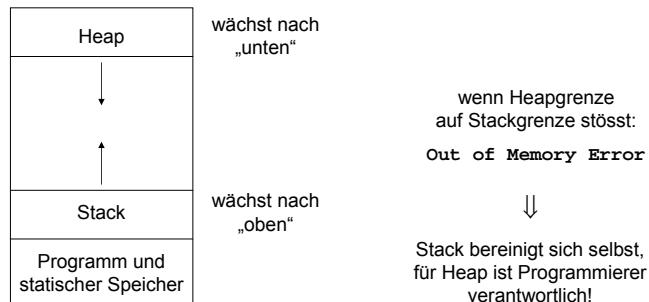 Heap
wächst nach
„unten“
wenn Heapgrenze
auf Stackgrenze stösst:
Out of Memory Error
Stack
wächst nach
„oben“
⇓
Stack bereinigt sich selbst,
für Heap ist Programmierer
verantwortlich!
Programm und
statischer Speicher